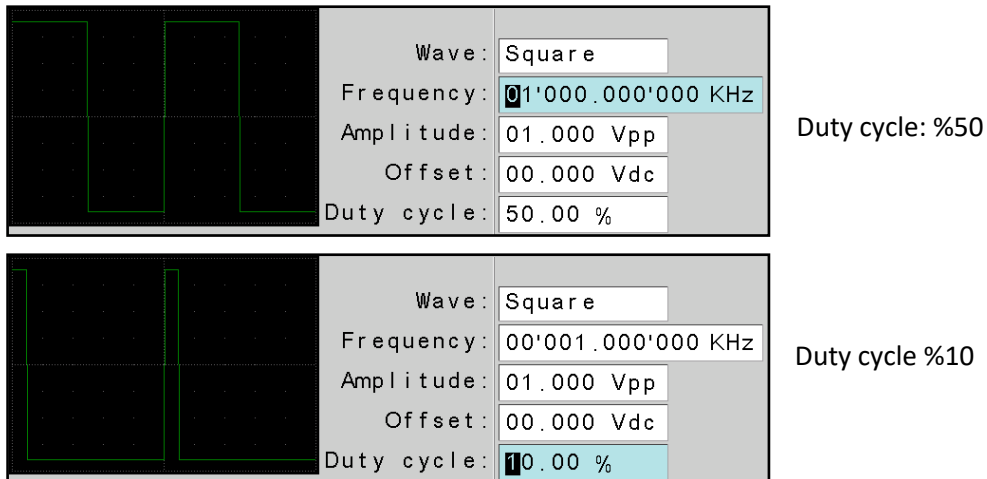 Wave: Square
Frequency: 01'000.000'000 KHz
Amplitude: 01.000 Vpp
Offset: 00.000 Vdc
Duty cycle: 50.00 %
Duty cycle: %50
Wave: Square
Frequency: 00'001.000'000 KHz
Amplitude: 01.000 Vpp
Offset: 00.000 Vdc
Duty cycle: 10.00 %
Duty cycle %10